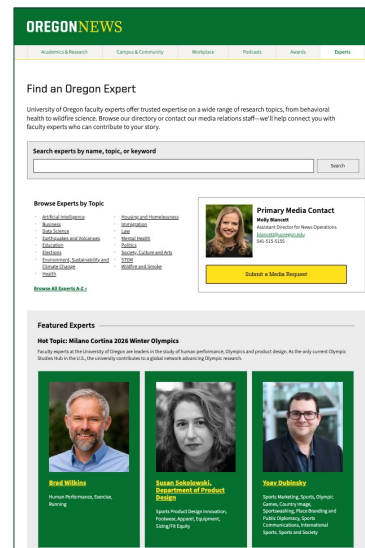 OREGONNEWS
Academics & Research
Campus & Community
Workplace
Podcasts
Awards
Experts
Find an Oregon Expert
University of Oregon faculty experts offer trusted expertise on a wide range of research topics, from behavioral
health to wildfire science. Browse our directory or contact our media relations staff—we'll help connect you with
faculty experts who can contribute to your story.
Search experts by name, topic, or keyword
Search
Browse Experts by Topic
Artificial Intelligence
Business
Data Science
Earthquakes and Volcanoes
Education
Elections
Environment, Sustainability and
Climate Change
Health
Housing and Homelessness
Immigration
Law
Mental Health
Politics
Society, Culture and Arts
STEM
Wildfire and Smoke
Browse All Experts A-Z »
Primary Media Contact
Molly Blancett
Assistant Director for News Operations
blancett@uoregon.edu
541-515-5155
Submit a Media Request
Featured Experts
Hot Topic: Milano Cortina 2026 Winter Olympics
Faculty experts at the University of Oregon are leaders in the study of human performance, Olympics and product design. As the only current Olympic
Studies Hub in the U.S., the university contributes to a global network advancing Olympic research.
Brad Wilkins
Human Performance, Exercise,
Running
Susan Sokolowski,
Department of Product
Design
Sports Product Design Innovation,
Footwear, Apparel, Equipment,
Sizing/Fit Equity
Yoav Dubinsky
Sports Marketing, Sports, Olympic
Games, Country Image,
Sportswashing, Place Branding and
Public Diplomacy, Sports
Communications, International
Sports, Sports and Society